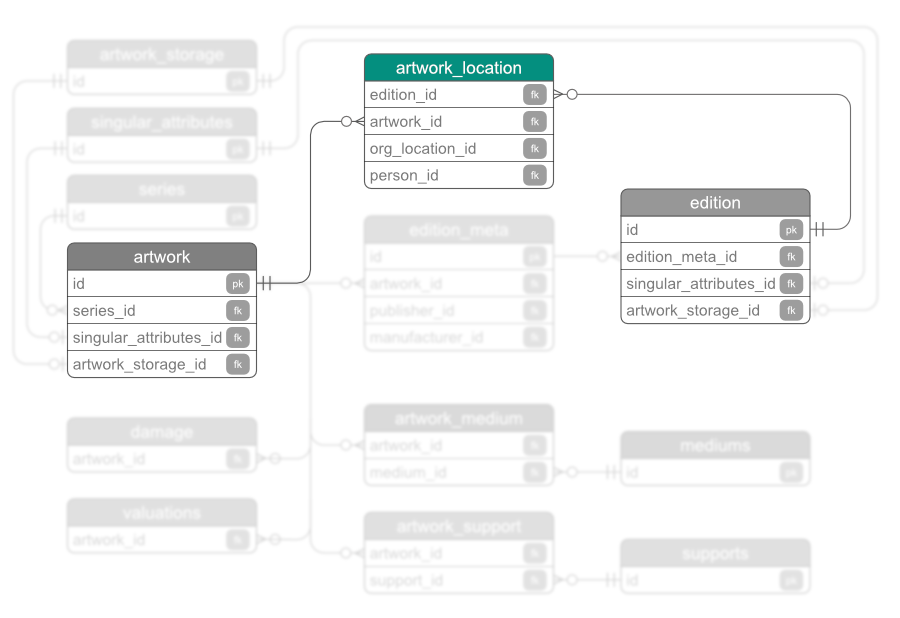 artwork_storage
id pk
singular_attributes
id pk
series
id pk
artwork
id pk
series_id fk
singular_attributes_id fk
artwork_storage_id fk
damage
artwork_id fk
valuations
artwork_id fk
artwork_location
edition_id fk
artwork_id fk
org_location_id fk
person_id fk
edition_meta
id pk
artwork_id fk
publisher_id fk
manufacturer_id fk
artwork_medium
artwork_id fk
medium_id fk
artwork_support
artwork_id fk
support_id fk
edition
id pk
edition_meta_id fk
singular_attributes_id fk
artwork_storage_id fk
mediums
id pk
supports
id pk